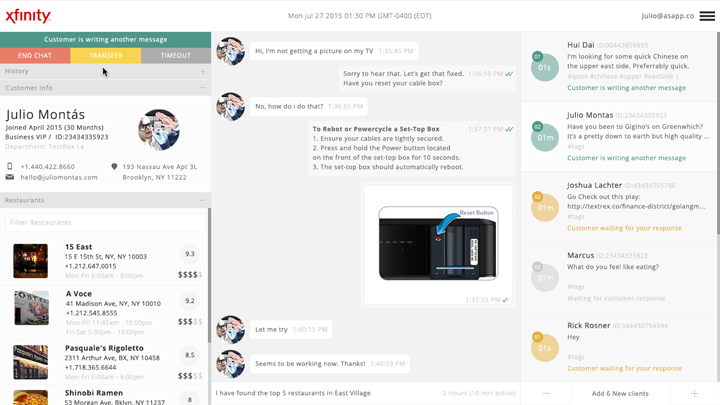 xfinity
Mon Jul 27 2015 01:30 PM GMT-0400 (EDT)
Julio@asapp.co
Customer is writing another message
END CHAT
TRANSFER
TIMEOUT
History
Customer Info
Julio Montás
Joined April 2015 (30 Months)
Business VIP / ID:23434335923
Department: TextRex La
+1.440.422.8660
hello@juliomontas.com
193 Nassau Ave Apt 3L
Brooklyn, NY 11222
Restaurants
Filter Restaurants
15 East
15 E 15th St, NY, NY 10003
+1.212.647.0015
Mon-Fri 6:00am - 9:00pm
9.3
$$$$$
A Voce
41 Madison Ave, NY, NY 10010
+1.212.545.8555
Mon-Fri 11:45am - 10:00pm
Fri-Sat 5:30pm - 10:00pm
9.2
$$$$$
Pasquale's Rigoletto
2311 Arthur Ave, BX, NY 10458
+1.718.365.6644
Mon-Fri 6:00am - 9:00pm
8.5
$$$$$
Shinobi Ramen
53 Morgan Ave, Bklyn, NY 11237
8
Hi, I'm not getting a picture on my TV 1:35:45 PM
Sorry to hear that. Let's get that fixed. 1:36:10 PM
Have you reset your cable box?
No, how do i do that? 1:36:55 PM
To Rebot or Powercycle a Set-Top Box 1:37:31 PM
1. Ensure your cables are tightly secured.
2. Press and hold the Power button located
on the front of the set-top box for 10 seconds.
3. The set-top box should automatically reboot.
Reset Button
1:37:32 PM
Let me try 1:40:15 PM
Seems to be working now. Thanks! 1:46:59 PM
I have found the top 5 restaurants in East Village
2 Hours (10 min active)
02
01s
Hui Dai ID:00443859993
I'm looking for some quick Chinese on
the upper east side. Preferably quick.
#quick #chinese #upper #eastSide |
Customer is writing another message
02
01m
Julio Montas ID:23434335923
Have you been to Gigino's on Greenwhich?
It's a pretty down to earth but high quality ...
#tags
Customer is writing another message
02
01m
Joshua Lachter ID:43430755796
Go Check out this play:
http://textrex.co/finance-district/golangm...
#tags
Customer waiting for your response
01m
Marcus ID:23434335923
What do you feel like eating?
#tags
Waiting for customer response
01
01s
Rick Rosner ID:344430754344
Hey
#tags
Customer waiting for your response
Add 6 New clients